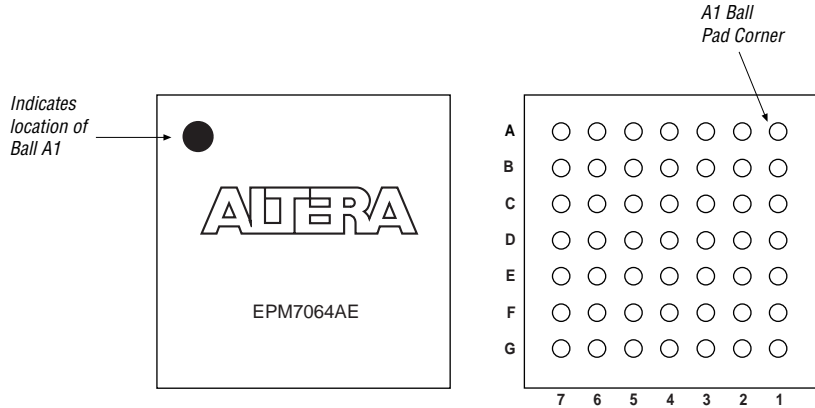 A1 Ball
Pad Corner
Indicates
location of
Ball A1
ALTERA
EPM7064AE
A
B
C
D
E
F
G
7 6 5 4 3 2 1